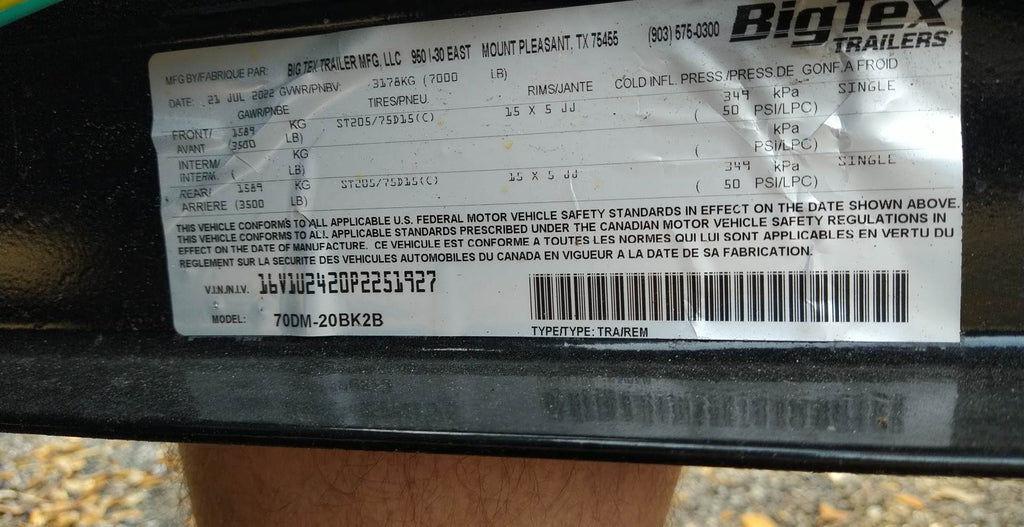 BigTex
TRAILERS
MFG BY/FABRIQUE PAR: BIG TEX TRAILER MFG, LLC 950 I-30 EAST MOUNT PLEASANT, TX 75455 (903) 575-0300
DATE: 21 JUL 2022 GVWR/PNBV: 3178KG (7000 LB)
GAWR/PNBE TIRES/PNEU. RIMS/JANTE COLD INFL. PRESS./PRESS.DE GONF.A FROID
FRONT/ 1589 KG ST205/75D15(C) 15 X 5 JJ 349 kPa SINGLE
AVANT (3500 LB) ( 50 PSI/LPC)
INTERM/ KG kPa
INTERM. ( LB) ( PSI/LPC)
REAR/ 1589 KG ST205/75D15(C) 15 X 5 JJ 349 kPa SINGLE
ARRIERE (3500 LB) ( 50 PSI/LPC)
THIS VEHICLE CONFORMS TO ALL APPLICABLE U.S. FEDERAL MOTOR VEHICLE SAFETY STANDARDS IN EFFECT ON THE DATE SHOWN ABOVE.
THIS VEHICLE CONFORMS TO ALL APPLICABLE STANDARDS PRESCRIBED UNDER THE CANADIAN MOTOR VEHICLE SAFETY REGULATIONS IN
EFFECT ON THE DATE OF MANUFACTURE. CE VEHICULE EST CONFORME A TOUTES LES NORMES QUI LUI SONT APPLICABLES EN VERTU DU
REGLEMENT SUR LA SECURITE DES VEHICULES AUTOMOBILES DU CANADA EN VIGUEUR A LA DATE DE SA FABRICATION.
V.I.N./N.I.V. 16V1U2420P2251927
MODEL: 70DM-20BK2B
TYPE/TYPE: TRA/REM